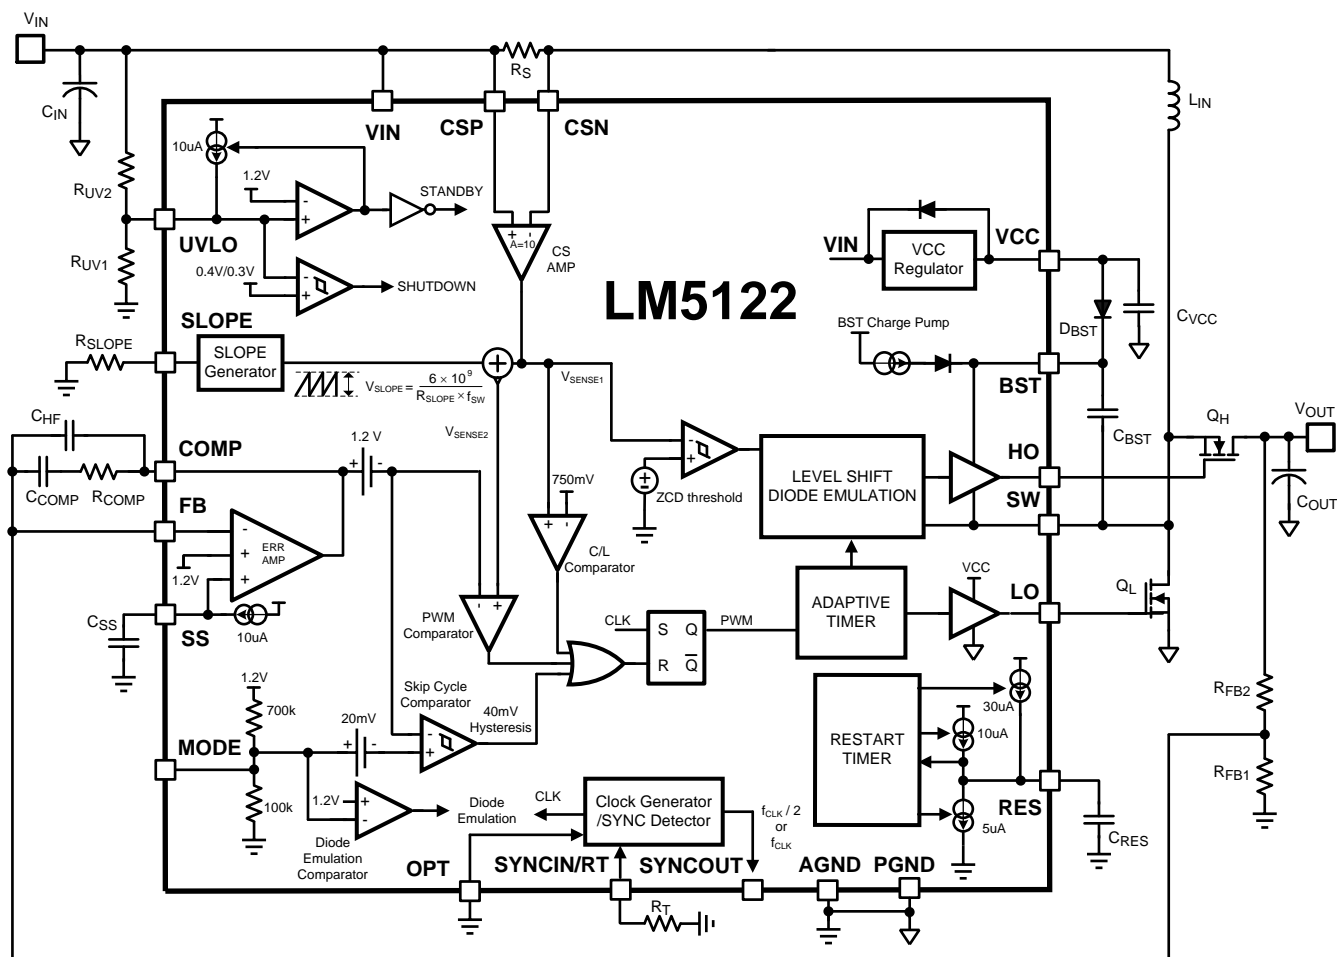 VIN
RS
CIN
LIN
VIN
CSP
CSN
10uA
RUV2
1.2V
-
+
STANDBY
UVLO
RUV1
0.4V/0.3V
-
+
SHUTDOWN
+ -
A=10
CS
AMP
VIN
VCC
Regulator
VCC
LM5122
CVCC
DBST
BST Charge Pump
BST
SLOPE
RSLOPE
SLOPE
Generator
VSLOPE = 6 × 10^9
RSLOPE × fSW
+
VSENSE1
VSENSE2
CHF
COMP
CCOMP
RCOMP
1.2 V
+ -
FB
-
+
+
ERR
AMP
1.2V
CSS
SS
10uA
750mV
+ -
C/L
Comparator
-
+
+
-
ZCD threshold
LEVEL SHIFT
DIODE EMULATION
HO
SW
CBST
QH
VOUT
COUT
- +
PWM
Comparator
CLK
S Q
R Q̅
PWM
ADAPTIVE
TIMER
VCC
LO
QL
1.2V
700k
MODE
100k
20mV
+ -
Skip Cycle
Comparator
-
+
40mV
Hysteresis
1.2V
+
-
Diode
Emulation
Comparator
Diode
Emulation
CLK
Clock Generator
/SYNC Detector
fCLK / 2
or
fCLK
RESTART
TIMER
30uA
10uA
5uA
RES
CRES
RFB2
RFB1
OPT
SYNCIN/RT
SYNCOUT
AGND
PGND
RT